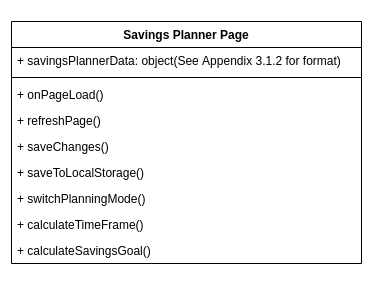 Savings Planner Page
+ savingsPlannerData: object(See Appendix 3.1.2 for format)
+ onPageLoad()
+ refreshPage()
+ saveChanges()
+ saveToLocalStorage()
+ switchPlanningMode()
+ calculateTimeFrame()
+ calculateSavingsGoal()